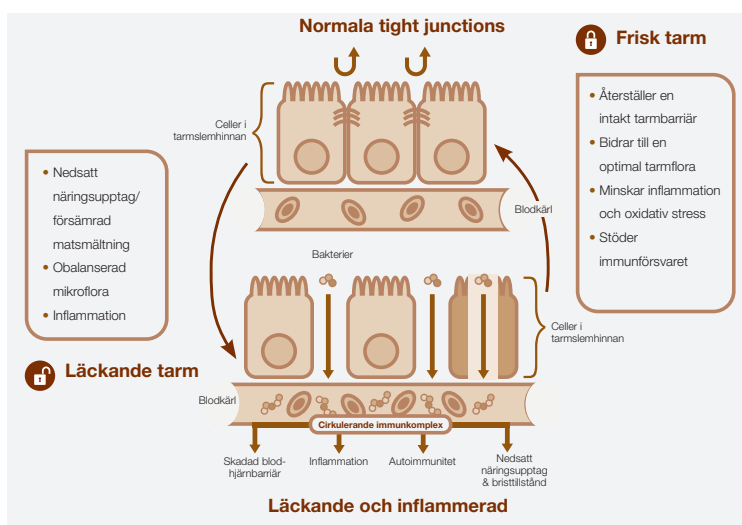 Normala tight junctions
Frisk tarm
• Återställer en
intakt tarmbarriär
• Bidrar till en
optimal tarmflora
• Minskar inflammation
och oxidativ stress
• Stöder
immunförsvaret
Celler i
tarmslemhinnan
Blodkärl
• Nedsatt
näringsupptag/
försämrad
matsmältning
• Obalanserad
mikroflora
• Inflammation
Läckande tarm
Bakterier
Celler i
tarmslemhinnan
Blodkärl
Cirkulerande immunkomplex
Skadad blod-
hjärnbarriär
Inflammation
Autoimmunitet
Nedsatt
näringsupptag
& bristtillstånd
Läckande och inflammerad